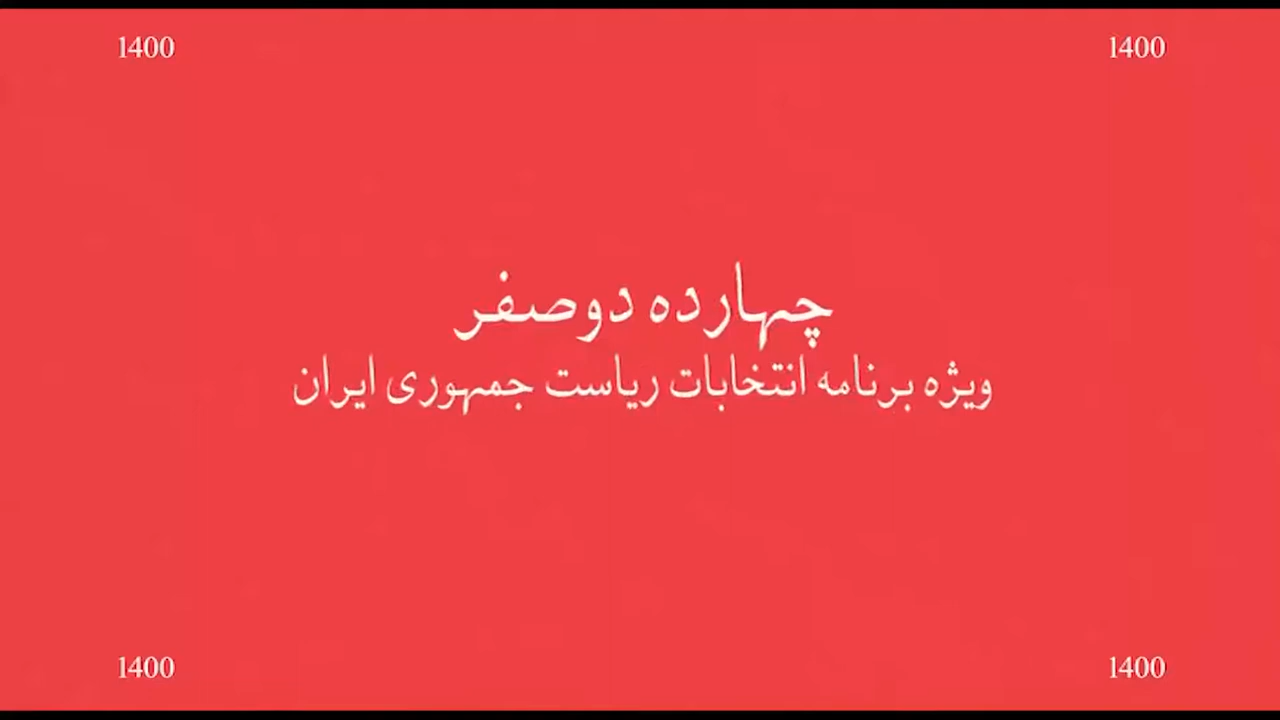 1400 1400
چهارده دوصفر
ویژه برنامه انتخابات ریاست جمهوری ایران
1400 1400